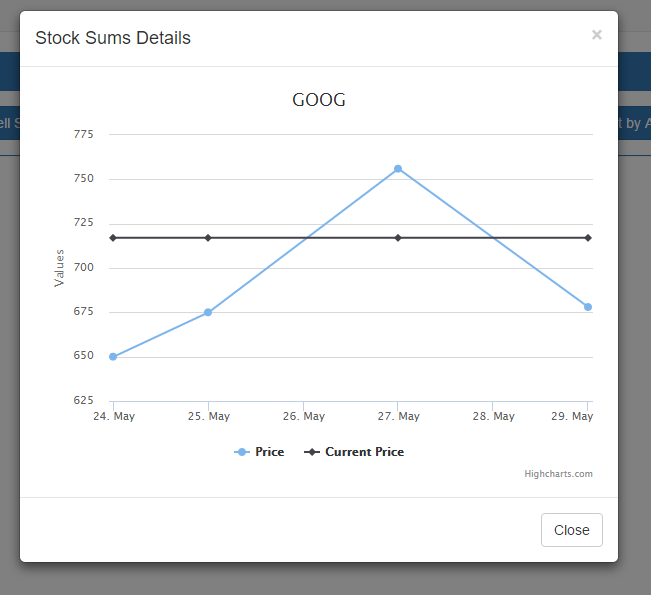 Stock Sums Details
×
GOOG
775
750
725
700
675
650
625
Values
24. May 25. May 26. May 27. May 28. May 29. May
Price Current Price
Highcharts.com
Close
ell S
t by A